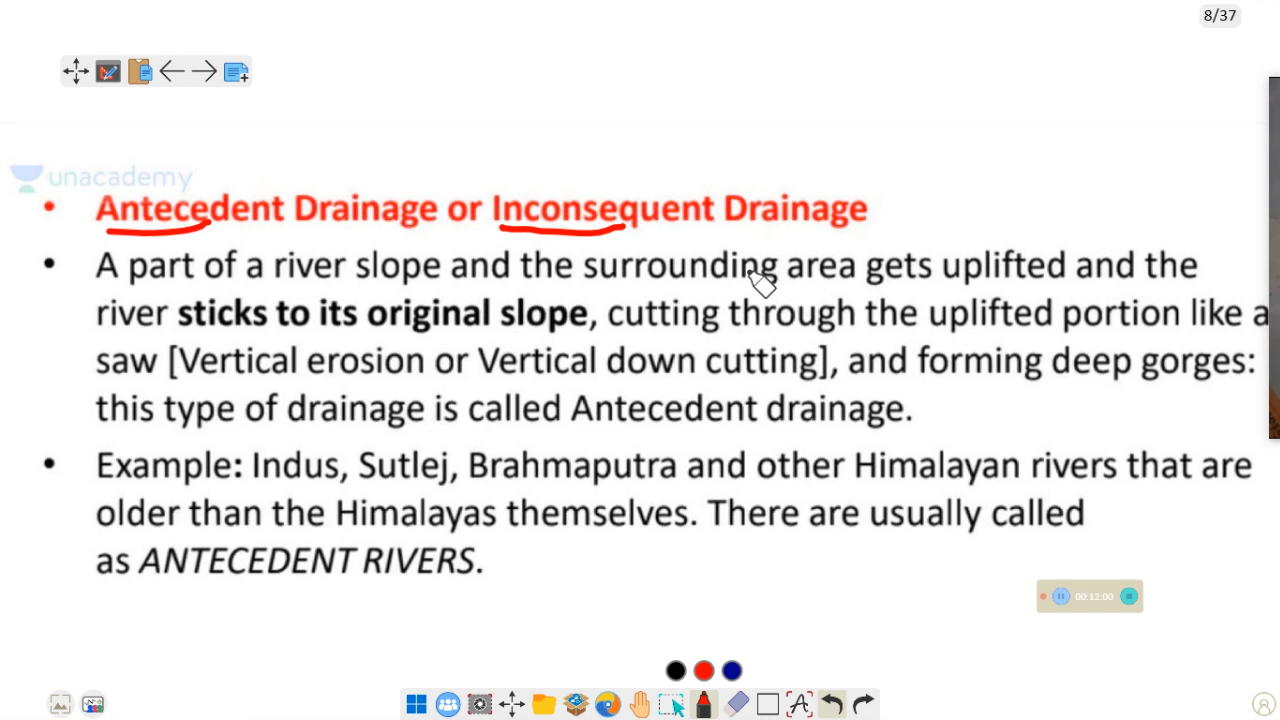 8/37
unacademy
• Antecedent Drainage or Inconsequent Drainage
• A part of a river slope and the surrounding area gets uplifted and the
river sticks to its original slope, cutting through the uplifted portion like a
saw [Vertical erosion or Vertical down cutting], and forming deep gorges:
this type of drainage is called Antecedent drainage.
• Example: Indus, Sutlej, Brahmaputra and other Himalayan rivers that are
older than the Himalayas themselves. There are usually called
as ANTECEDENT RIVERS.
00:12:00